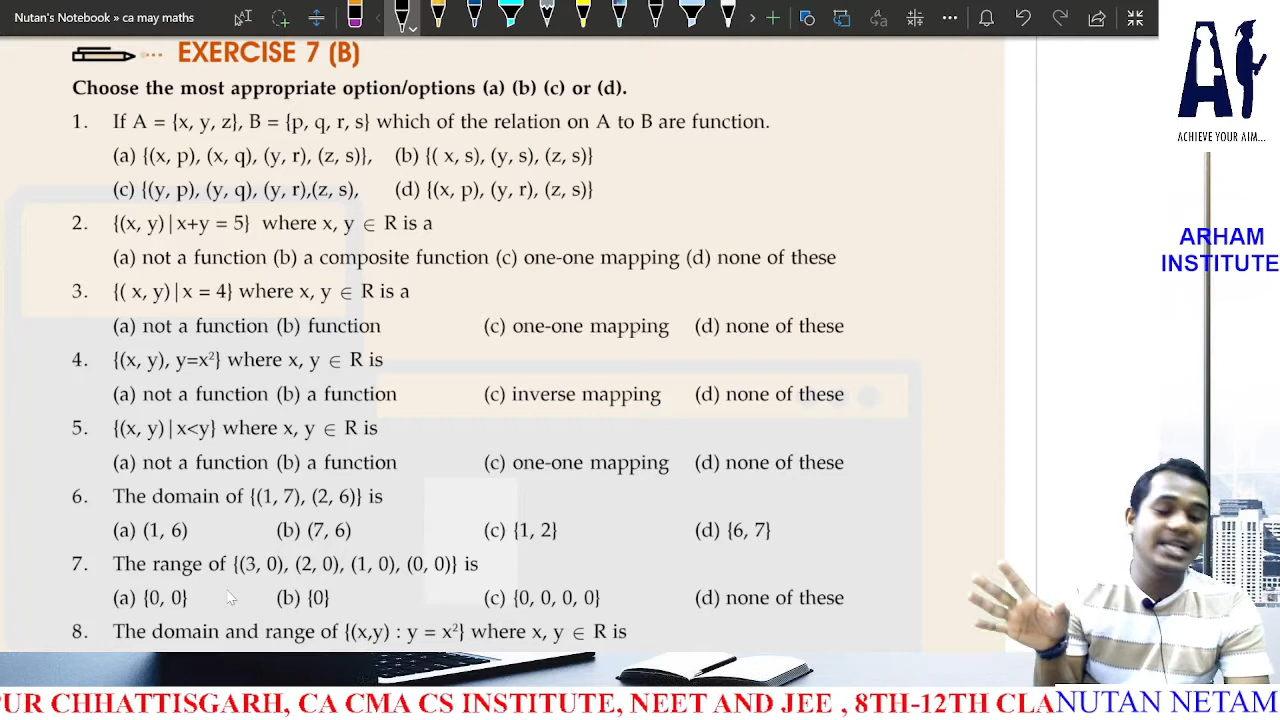 Nutan's Notebook » ca may maths
EXERCISE 7 (B)
Choose the most appropriate option/options (a) (b) (c) or (d).
1. If A = {x, y, z}, B = {p, q, r, s} which of the relation on A to B are function.
(a) {(x, p), (x, q), (y, r), (z, s)}, (b) {( x, s), (y, s), (z, s)}
(c) {(y, p), (y, q), (y, r),(z, s), (d) {(x, p), (y, r), (z, s)}
2. {(x, y)|x+y = 5} where x, y ∈ R is a
(a) not a function (b) a composite function (c) one-one mapping (d) none of these
3. {( x, y)|x = 4} where x, y ∈ R is a
(a) not a function (b) function (c) one-one mapping (d) none of these
4. {(x, y), y=x²} where x, y ∈ R is
(a) not a function (b) a function (c) inverse mapping (d) none of these
5. {(x, y)|x<y} where x, y ∈ R is
(a) not a function (b) a function (c) one-one mapping (d) none of these
6. The domain of {(1, 7), (2, 6)} is
(a) (1, 6) (b) (7, 6) (c) {1, 2} (d) {6, 7}
7. The range of {(3, 0), (2, 0), (1, 0), (0, 0)} is
(a) {0, 0} (b) {0} (c) {0, 0, 0, 0} (d) none of these
8. The domain and range of {(x,y) : y = x²} where x, y ∈ R is
Ai
ACHIEVE YOUR AIM...
ARHAM
INSTITUTE
PUR CHHATTISGARH, CA CMA CS INSTITUTE, NEET AND JEE , 8TH-12TH CLA
NUTAN NETAM